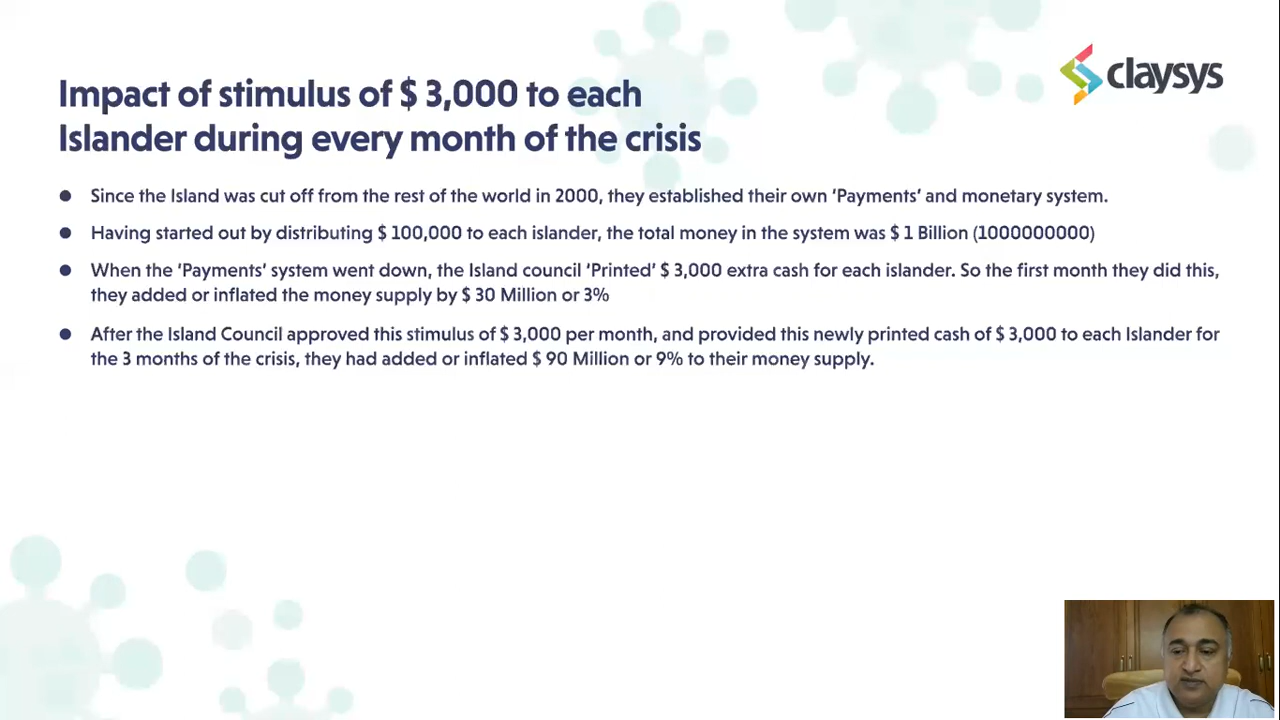 claysys
Impact of stimulus of $ 3,000 to each
Islander during every month of the crisis
Since the Island was cut off from the rest of the world in 2000, they established their own 'Payments' and monetary system.
Having started out by distributing $ 100,000 to each islander, the total money in the system was $ 1 Billion (1000000000)
When the 'Payments' system went down, the Island council 'Printed' $ 3,000 extra cash for each islander. So the first month they did this,
they added or inflated the money supply by $ 30 Million or 3%
After the Island Council approved this stimulus of $ 3,000 per month, and provided this newly printed cash of $ 3,000 to each Islander for
the 3 months of the crisis, they had added or inflated $ 90 Million or 9% to their money supply.